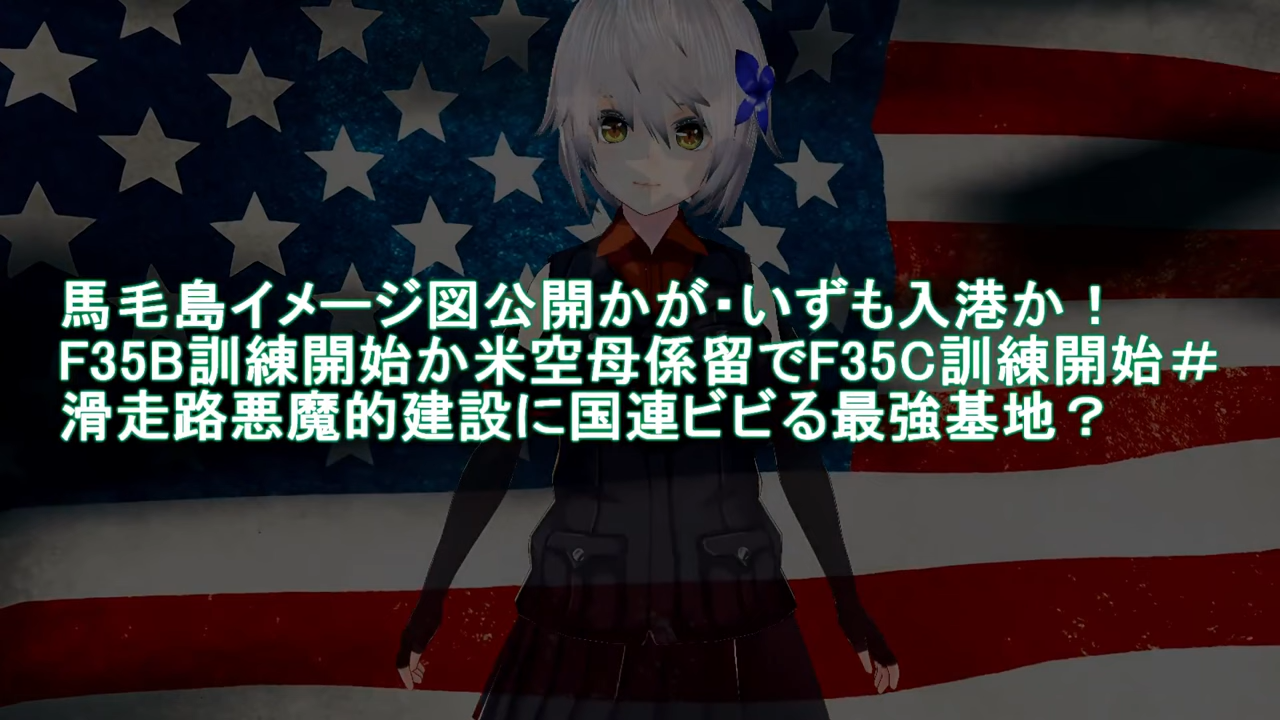 馬毛島イメージ図公開かが・いずも入港か！
F35B訓練開始か米空母係留でF35C訓練開始＃
滑走路悪魔的建設に国連ビビる最強基地？